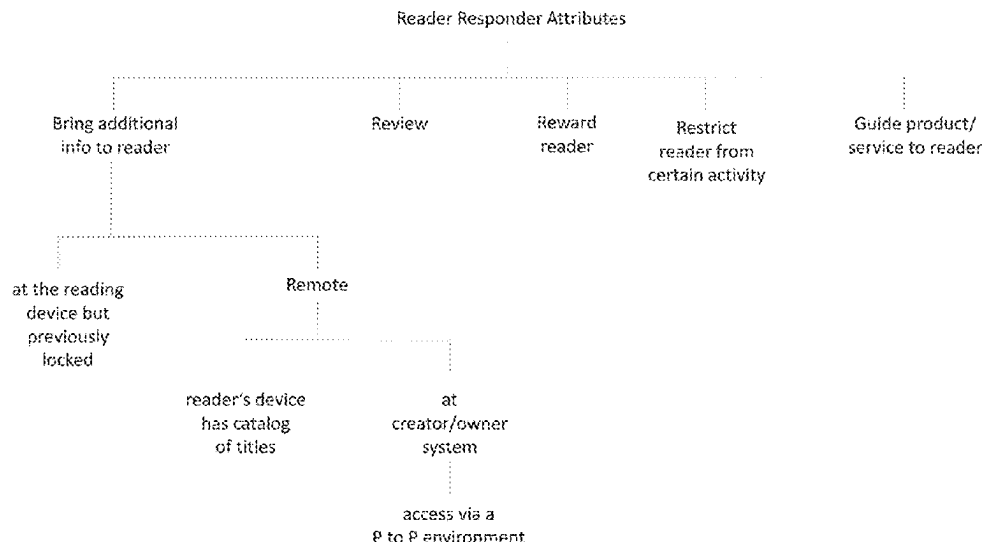 Reader Responder Attributes
Bring additional
info to reader
Review
Reward
reader
Restrict
reader from
certain activity
Guide product/
service to reader
at the reading
device but
previously
locked
Remote
reader's device
has catalog
of titles
at
creator/owner
system
access via a
P to P environment